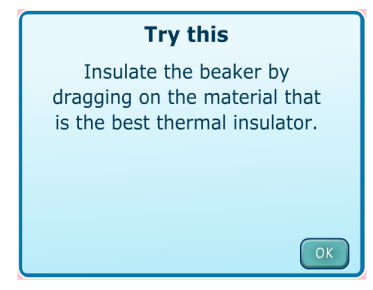 Try this
Insulate the beaker by
dragging on the material that
is the best thermal insulator.
OK